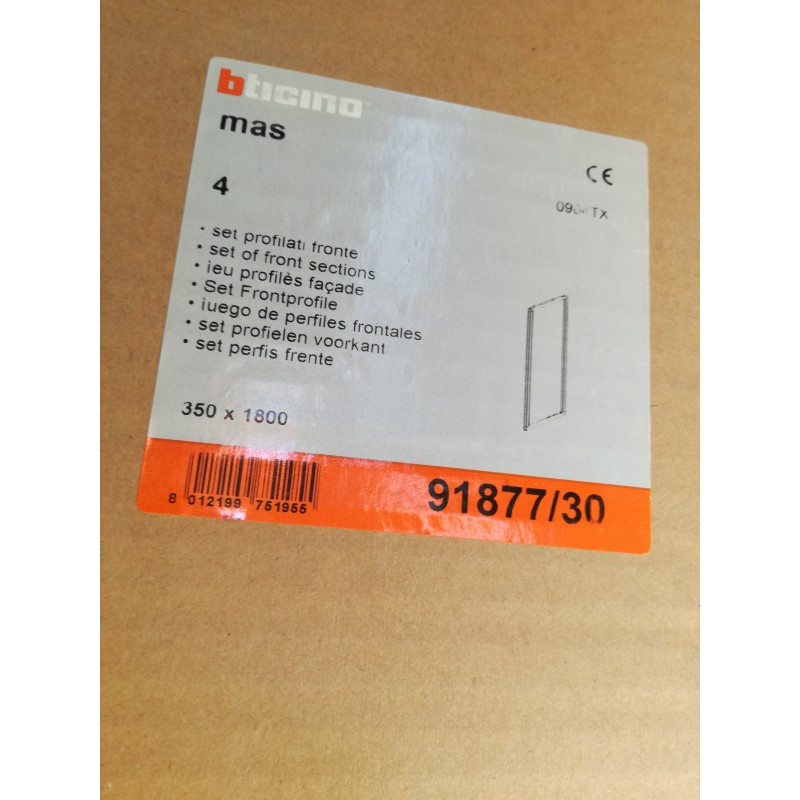 bticino
mas
4
CE
TX
• set profilati fronte
• set of front sections
• ieu profilès façade
• Set Frontprofile
• iuego de perfiles frontales
• set profielen voorkant
• set perfis frente
350 x 1800
8 012199 751955
91877/30